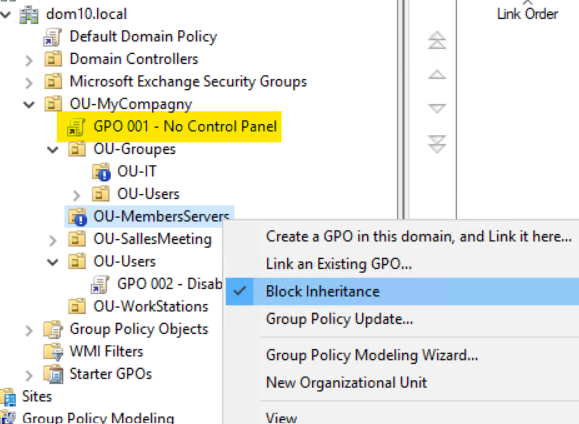 dom10.local
Link Order
Default Domain Policy
Domain Controllers
Microsoft Exchange Security Groups
OU-MyCompagny
GPO 001 - No Control Panel
OU-Groupes
OU-IT
OU-Users
OU-MembersServers
OU-SallesMeeting
OU-Users
GPO 002 - Disab
OU-WorkStations
Group Policy Objects
WMI Filters
Starter GPOs
Sites
Group Policy Modeling
Create a GPO in this domain, and Link it here...
Link an Existing GPO...
Block Inheritance
Group Policy Update...
Group Policy Modeling Wizard...
New Organizational Unit
View